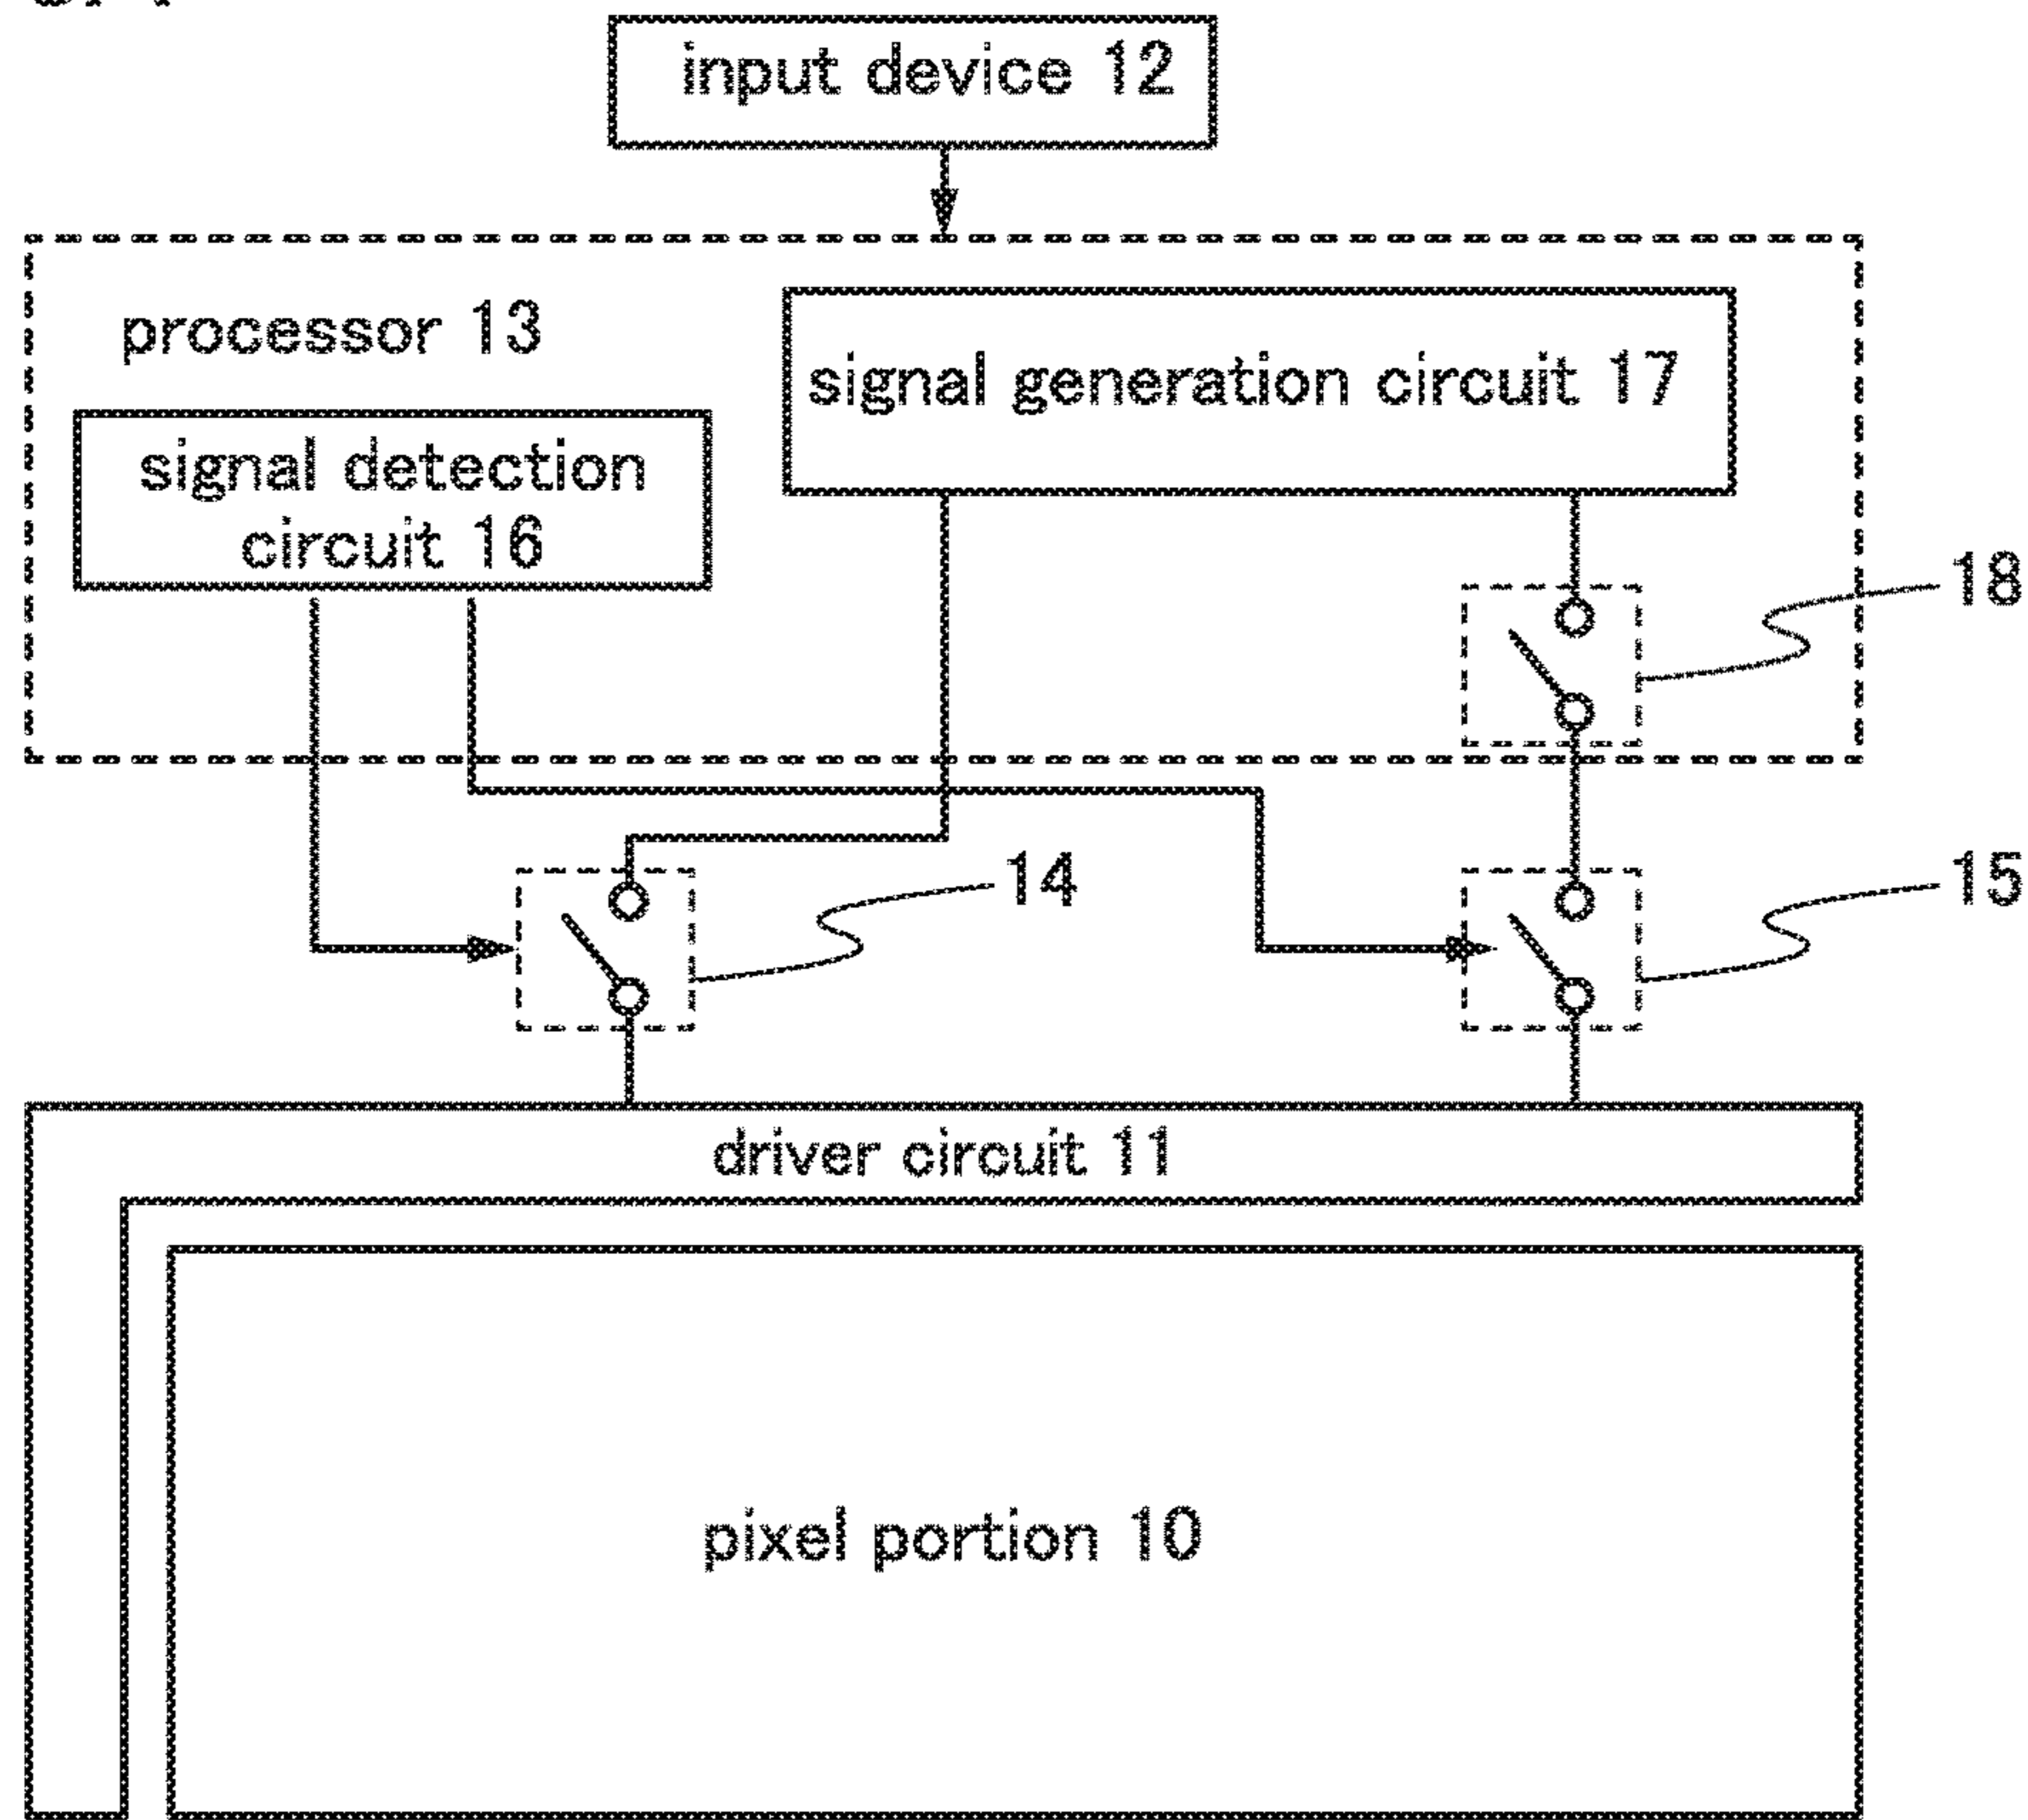 input device 12
processor 13
signal generation circuit 17
signal detection
circuit 16
18
14
15
driver circuit 11
pixel portion 10